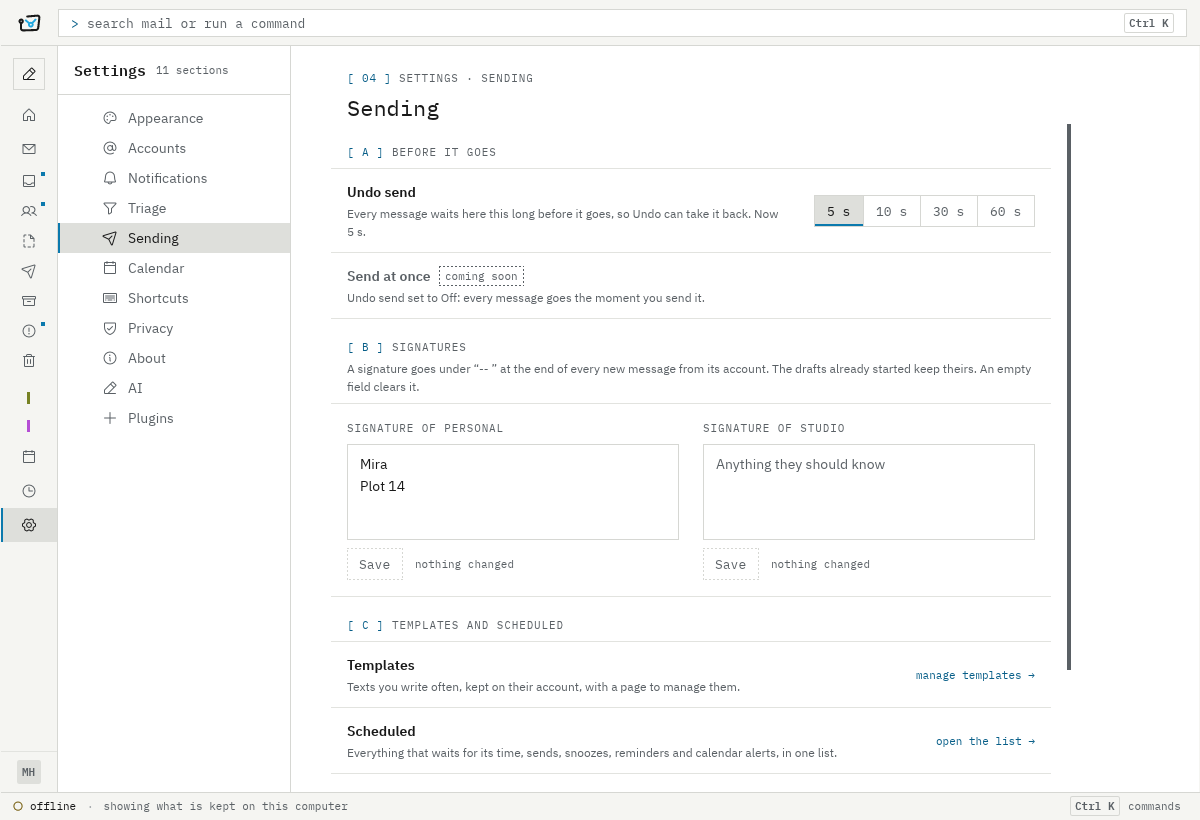 > search mail or run a command
Ctrl K
Settings 11 sections
Appearance
Accounts
Notifications
Triage
Sending
Calendar
Shortcuts
Privacy
About
AI
Plugins
MH
[ 04 ] SETTINGS · SENDING
Sending
[ A ] BEFORE IT GOES
Undo send
Every message waits here this long before it goes, so Undo can take it back. Now
5 s.
5 s 10 s 30 s 60 s
Send at once coming soon
Undo send set to Off: every message goes the moment you send it.
[ B ] SIGNATURES
A signature goes under “-- ” at the end of every new message from its account. The drafts already started keep theirs. An empty
field clears it.
SIGNATURE OF PERSONAL
Mira
Plot 14
Save nothing changed
SIGNATURE OF STUDIO
Anything they should know
Save nothing changed
[ C ] TEMPLATES AND SCHEDULED
Templates
Texts you write often, kept on their account, with a page to manage them.
manage templates →
Scheduled
Everything that waits for its time, sends, snoozes, reminders and calendar alerts, in one list.
open the list →
offline · showing what is kept on this computer
Ctrl K commands